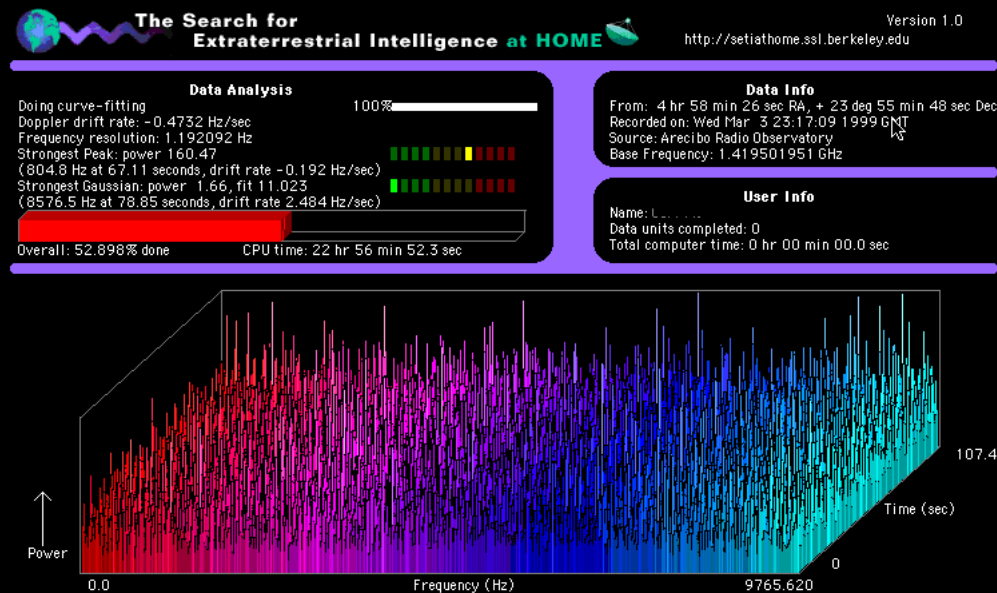 The Search for
Extraterrestrial Intelligence at HOME
Version 1.0
http://setiathome.ssl.berkeley.edu
Data Analysis
Doing curve-fitting 100%
Doppler drift rate: -0.4732 Hz/sec
Frequency resolution: 1.192092 Hz
Strongest Peak: power 160.47
(804.8 Hz at 67.11 seconds, drift rate -0.192 Hz/sec)
Strongest Gaussian: power 1.66, fit 11.023
(8576.5 Hz at 78.85 seconds, drift rate 2.484 Hz/sec)
Overall: 52.898% done CPU time: 22 hr 56 min 52.3 sec
Data Info
From: 4 hr 58 min 26 sec RA, + 23 deg 55 min 48 sec Dec
Recorded on: Wed Mar 3 23:17:09 1999 GMT
Source: Arecibo Radio Observatory
Base Frequency: 1.419501951 GHz
User Info
Name:
Data units completed: 0
Total computer time: 0 hr 00 min 00.0 sec
Power
0.0
Frequency (Hz)
9765.620
0
Time (sec)
107.4